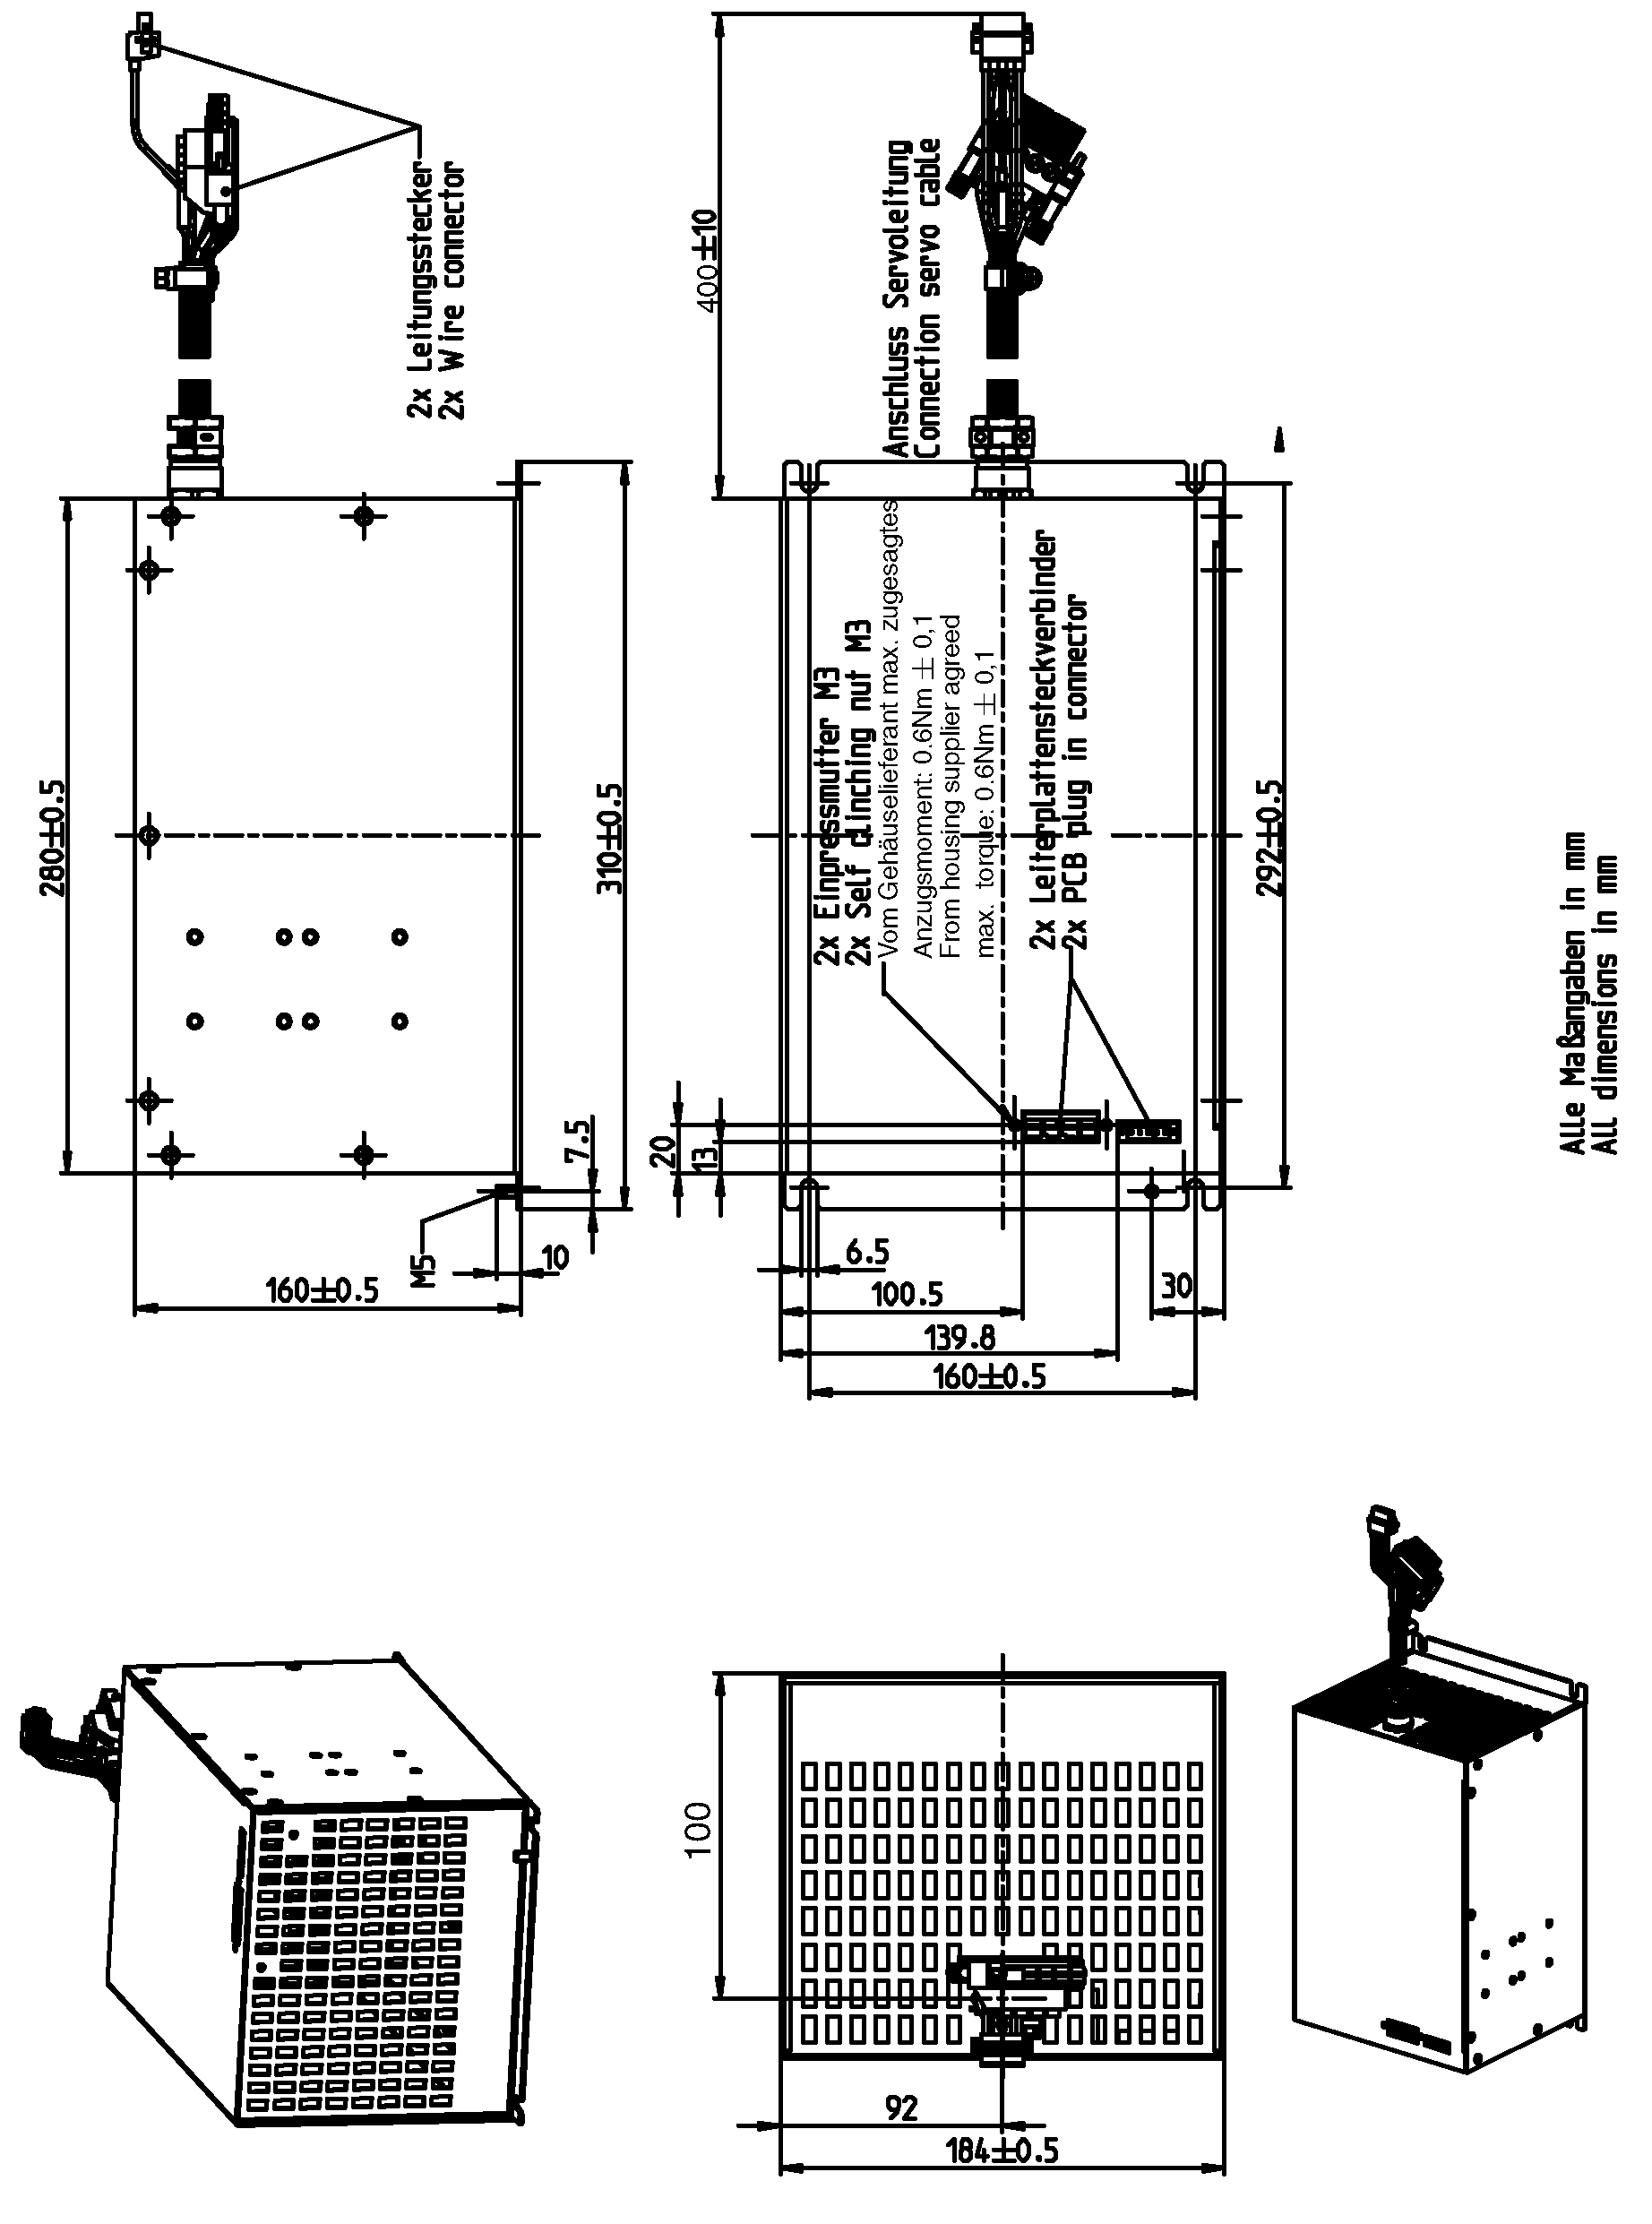 2x Leitungsstecker
2x Wire connector
280±0.5
310±0.5
7.5
M5
10
160±0.5
400±10
Anschluss Servoleitung
Connection servo cable
2x Einpressmutter M3
2x Self clinching nut M3
Vom Gehäuselieferant max. zugesagtes
Anzugsmoment: 0.6Nm ± 0,1
From housing supplier agreed
max. torque: 0.6Nm ± 0,1
2x Leiterplattensteckverbinder
2x PCB plug in connector
292±0.5
20
13
6.5
100.5
30
139.8
160±0.5
Alle Maßangaben in mm
All dimensions in mm
100
92
184±0.5